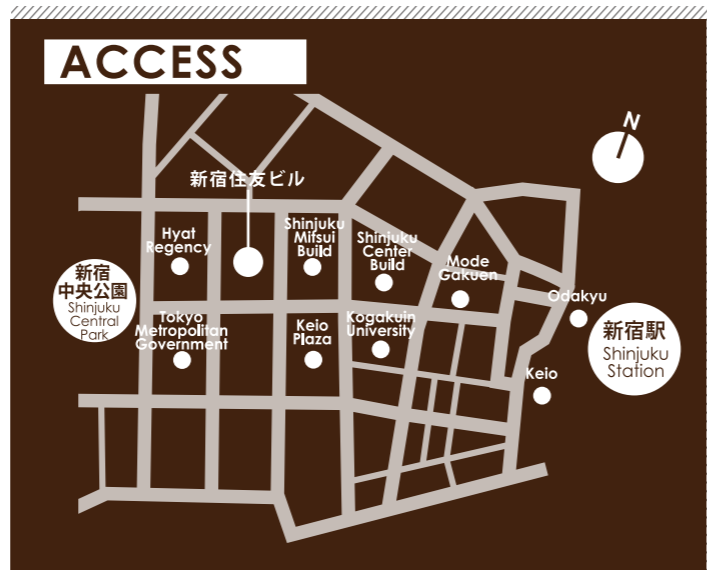 ACCESS
N
新宿住友ビル
Hyat
Regency
Shinjuku
Mitsui
Build
Shinjuku
Center
Build
Mode
Gakuen
新宿
中央公園
Shinjuku
Central
Park
Tokyo
Metropolitan
Government
Keio
Plaza
Kogakuin
University
Odakyu
新宿駅
Shinjuku
Station
Keio